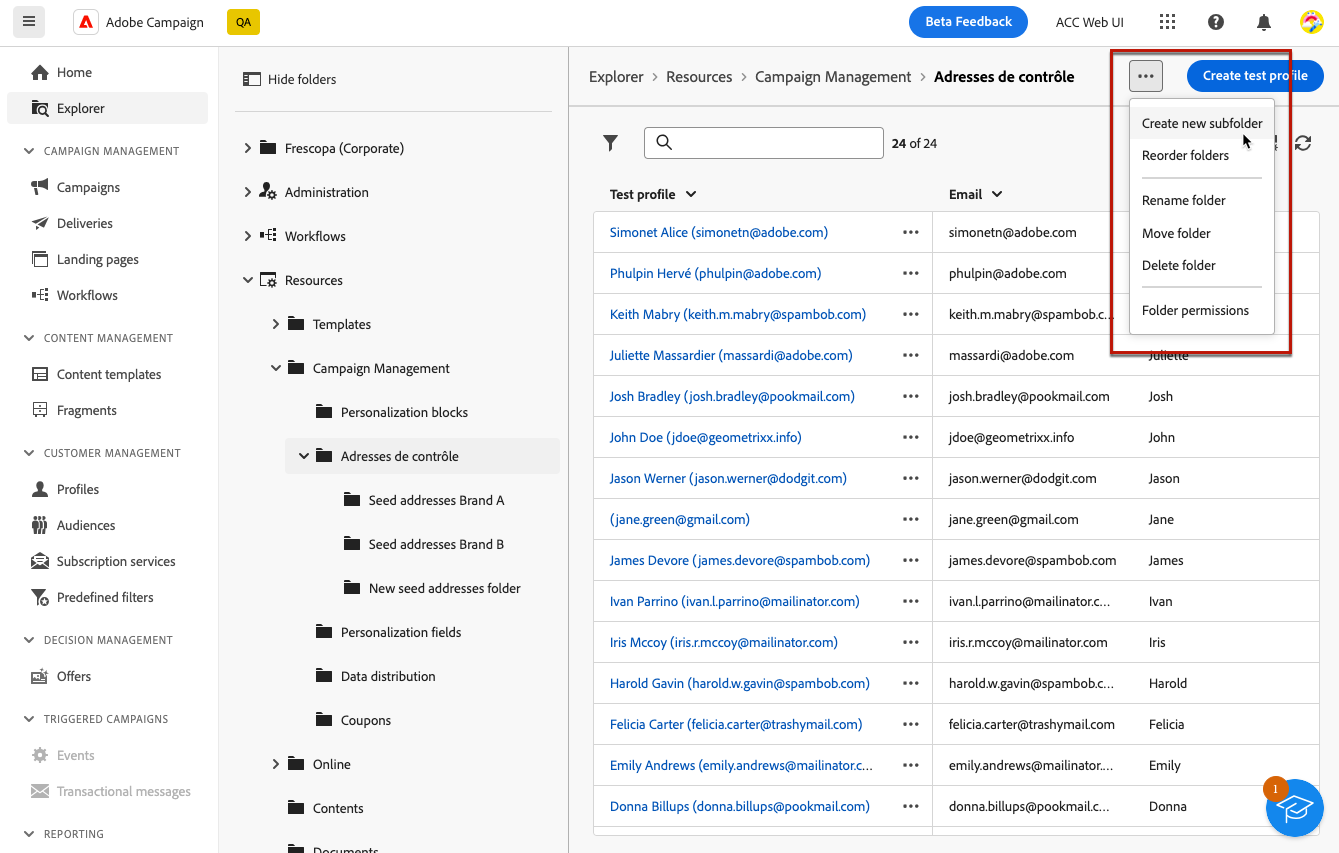 Adobe Campaign
QA
Beta Feedback
ACC Web UI
Home
Explorer
CAMPAIGN MANAGEMENT
Campaigns
Deliveries
Landing pages
Workflows
CONTENT MANAGEMENT
Content templates
Fragments
CUSTOMER MANAGEMENT
Profiles
Audiences
Subscription services
Predefined filters
DECISION MANAGEMENT
Offers
TRIGGERED CAMPAIGNS
Events
Transactional messages
REPORTING
Hide folders
Frescopa (Corporate)
Administration
Workflows
Resources
Templates
Campaign Management
Personalization blocks
Adresses de contrôle
Seed addresses Brand A
Seed addresses Brand B
New seed addresses folder
Personalization fields
Data distribution
Coupons
Online
Contents
Documents
Explorer > Resources > Campaign Management > Adresses de contrôle
Create test profile
Create new subfolder
Reorder folders
Rename folder
Move folder
Delete folder
Folder permissions
24 of 24
Test profile Email
Simonet Alice (simonetn@adobe.com) simonetn@adobe.com
Phulpin Hervé (phulpin@adobe.com) phulpin@adobe.com
Keith Mabry (keith.m.mabry@spambob.com) keith.m.mabry@spambob.c...
Juliette Massardier (massardi@adobe.com) massardi@adobe.com Juliette
Josh Bradley (josh.bradley@pookmail.com) josh.bradley@pookmail.com Josh
John Doe (jdoe@geometrixx.info) jdoe@geometrixx.info John
Jason Werner (jason.werner@dodgit.com) jason.werner@dodgit.com Jason
(jane.green@gmail.com) jane.green@gmail.com Jane
James Devore (james.devore@spambob.com) james.devore@spambob.com James
Ivan Parrino (ivan.l.parrino@mailinator.com) ivan.l.parrino@mailinator.c... Ivan
Iris Mccoy (iris.r.mccoy@mailinator.com) iris.r.mccoy@mailinator.com Iris
Harold Gavin (harold.w.gavin@spambob.com) harold.w.gavin@spambob.c... Harold
Felicia Carter (felicia.carter@trashymail.com) felicia.carter@trashymail.com Felicia
Emily Andrews (emily.andrews@mailinator.c... emily.andrews@mailinator.... Emily
Donna Billups (donna.billups@pookmail.com) donna.billups@pookmail.c... Donna
1